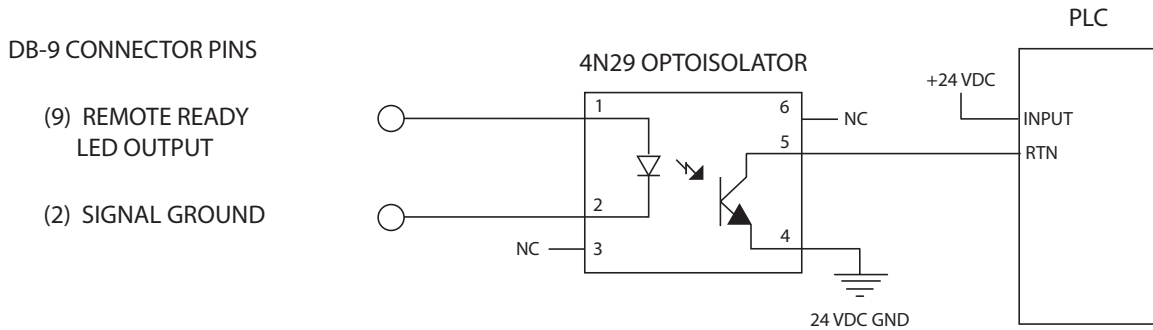 PLC
DB-9 CONNECTOR PINS
4N29 OPTOISOLATOR
+24 VDC
(9) REMOTE READY
LED OUTPUT
1
6
NC
INPUT
5
RTN
(2) SIGNAL GROUND
2
NC
3
4
24 VDC GND